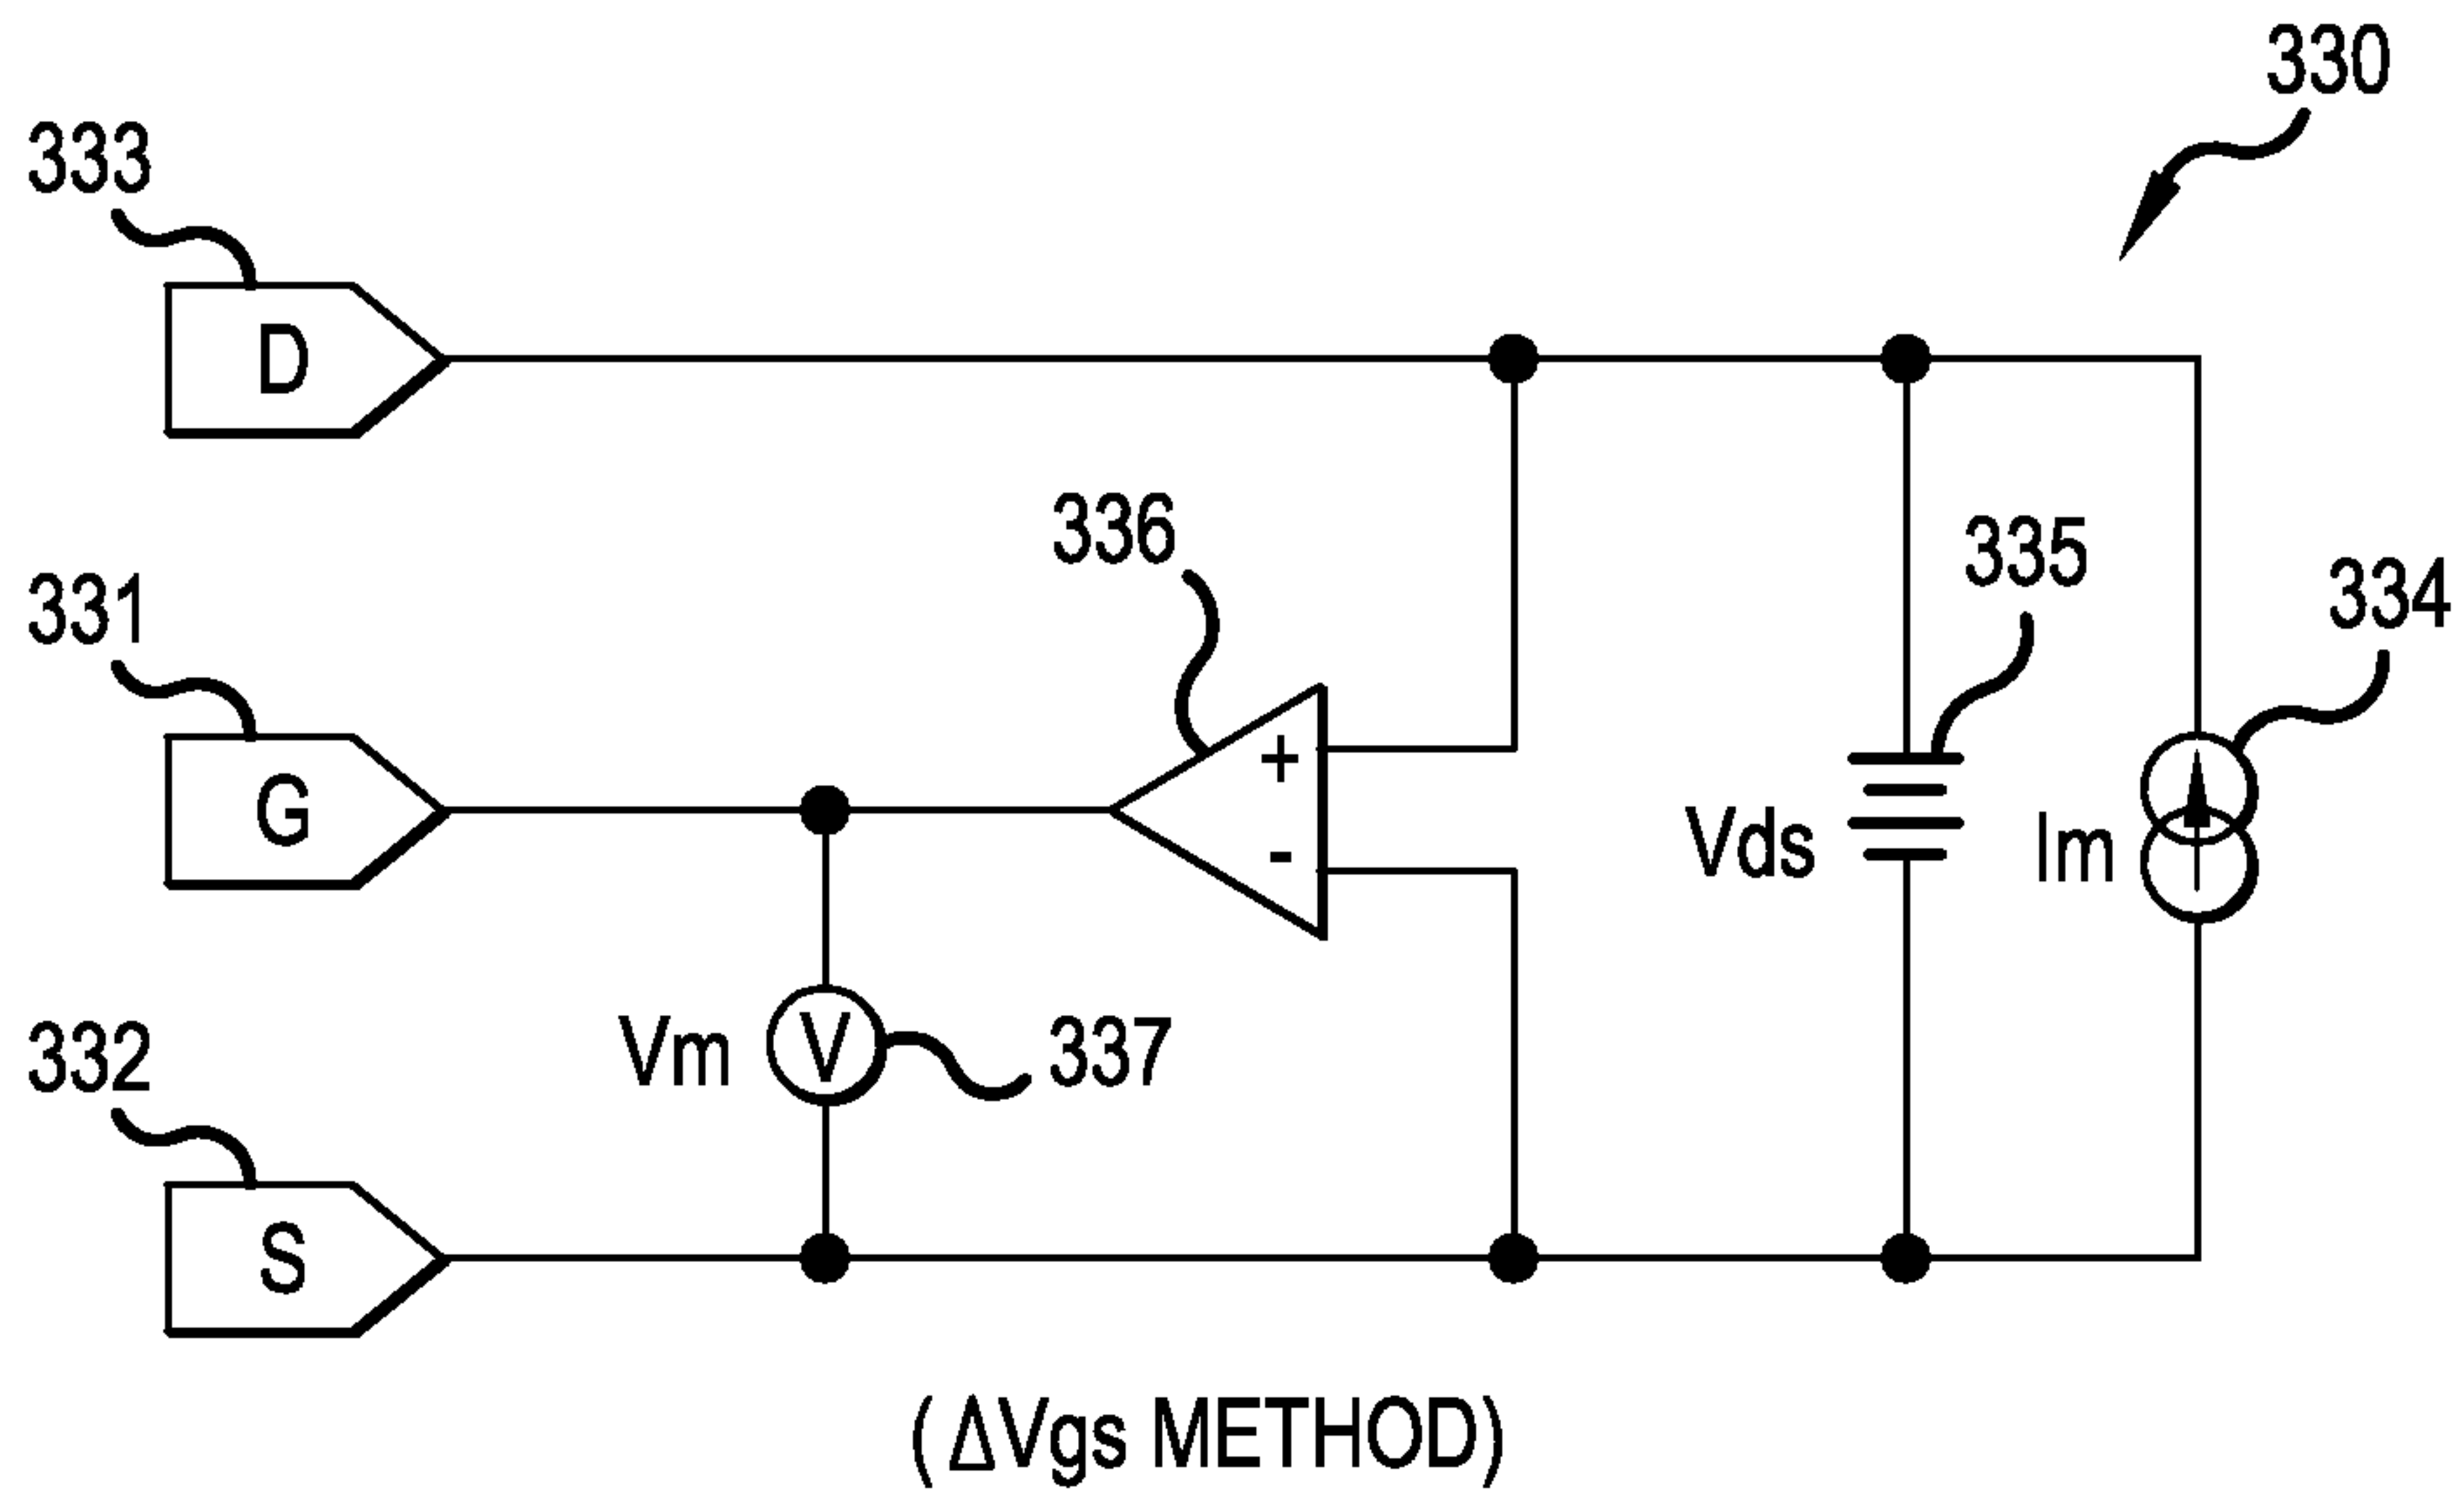 330
333
D
336
335
334
331
G
+
-
Vds
Im
332
Vm
V
337
S
(ΔVgs METHOD)